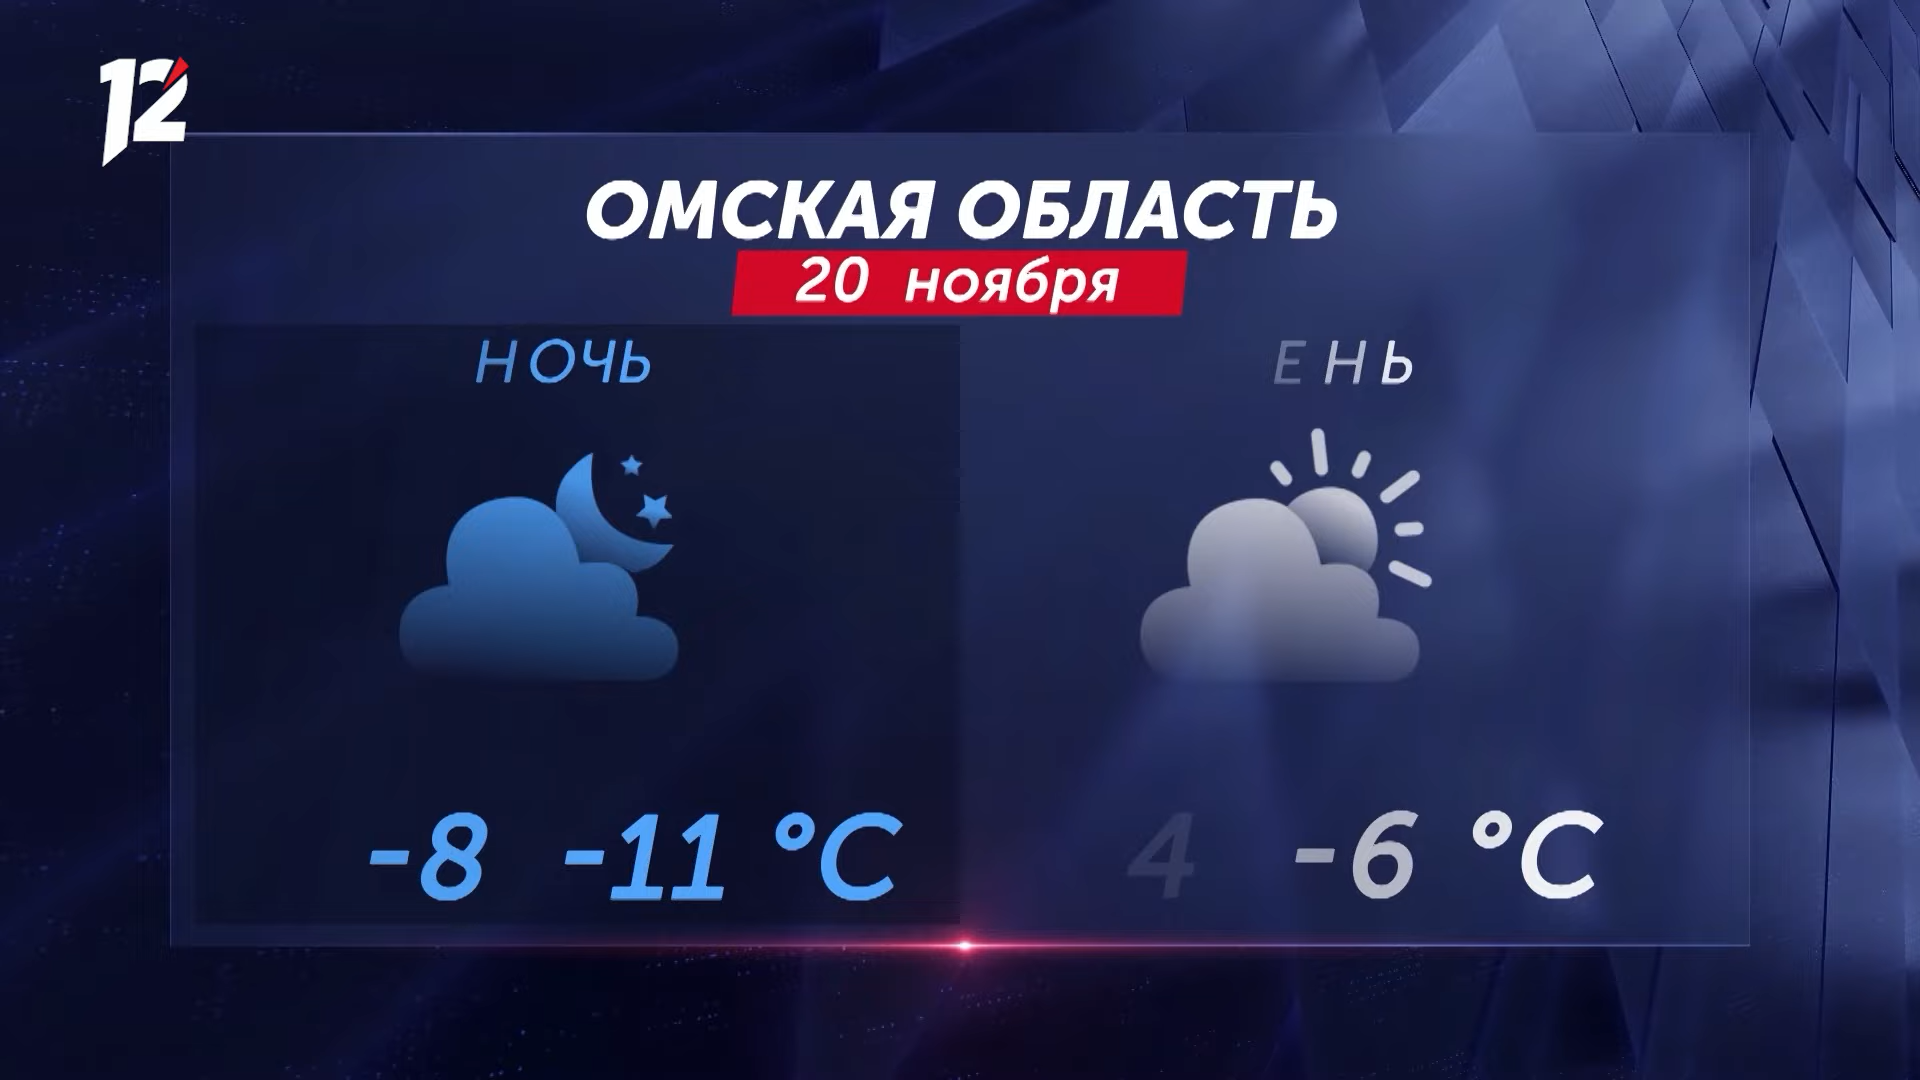 12
ОМСКАЯ ОБЛАСТЬ
20 ноября
НОЧЬ
ЕНЬ
-8 -11 °C
4 -6 °C